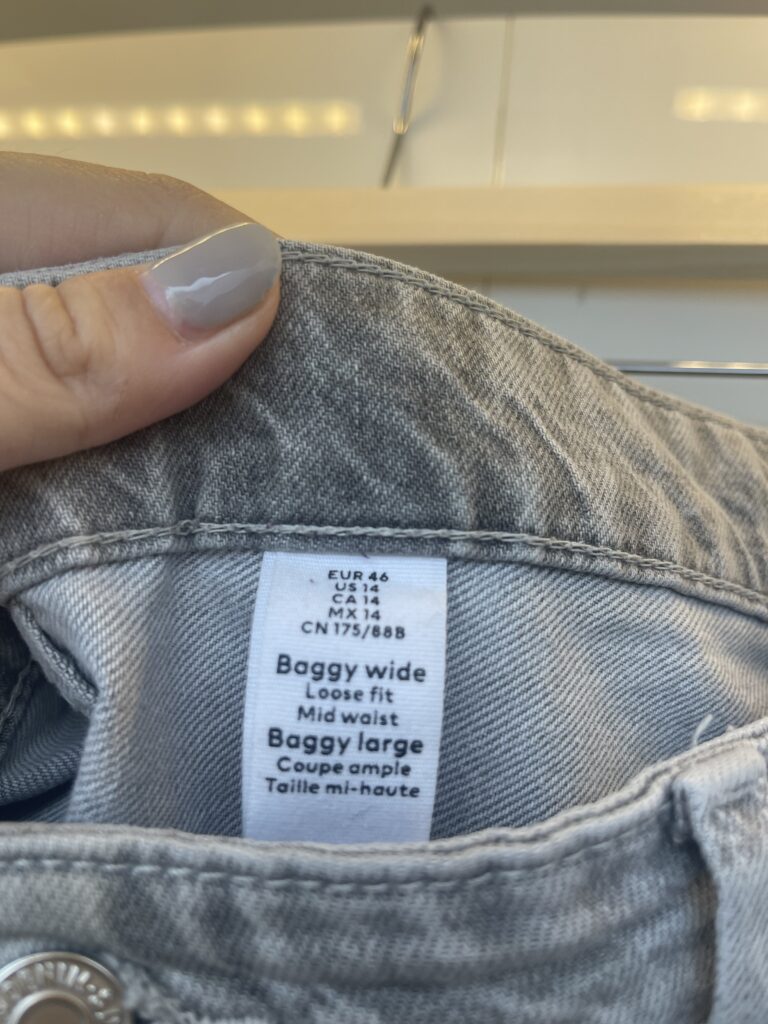 EUR 46
US 14
CA 14
MX 14
CN 175/88B
Baggy wide
Loose fit
Mid waist
Baggy large
Coupe ample
Taille mi-haute